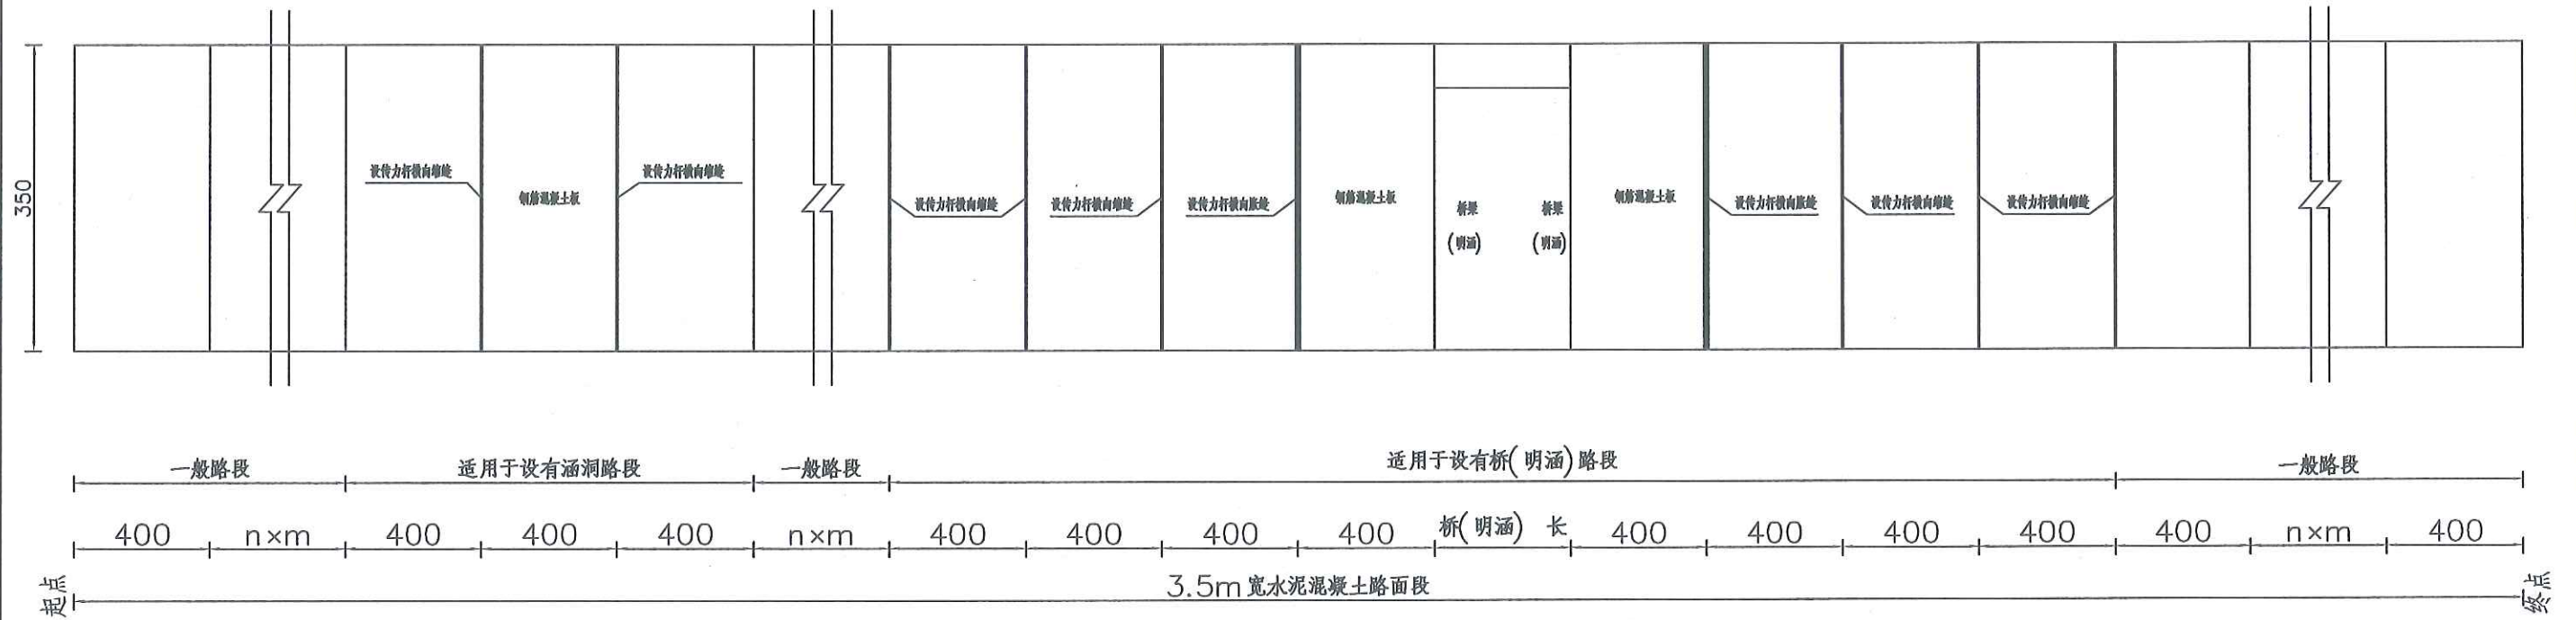 350
设传力杆横向缩缝
钢筋混凝土板
设传力杆横向缩缝
设传力杆横向缩缝
设传力杆横向缩缝
设传力杆横向胀缝
钢筋混凝土板
桥梁
(明涵)
桥梁
(明涵)
钢筋混凝土板
设传力杆横向胀缝
设传力杆横向缩缝
设传力杆横向缩缝
一般路段 适用于设有涵洞路段 一般路段 适用于设有桥(明涵)路段 一般路段
400 n×m 400 400 400 n×m 400 400 400 400 桥(明涵) 长 400 400 400 400 400 n×m 400
起点 3.5m宽水泥混凝土路面段 终点